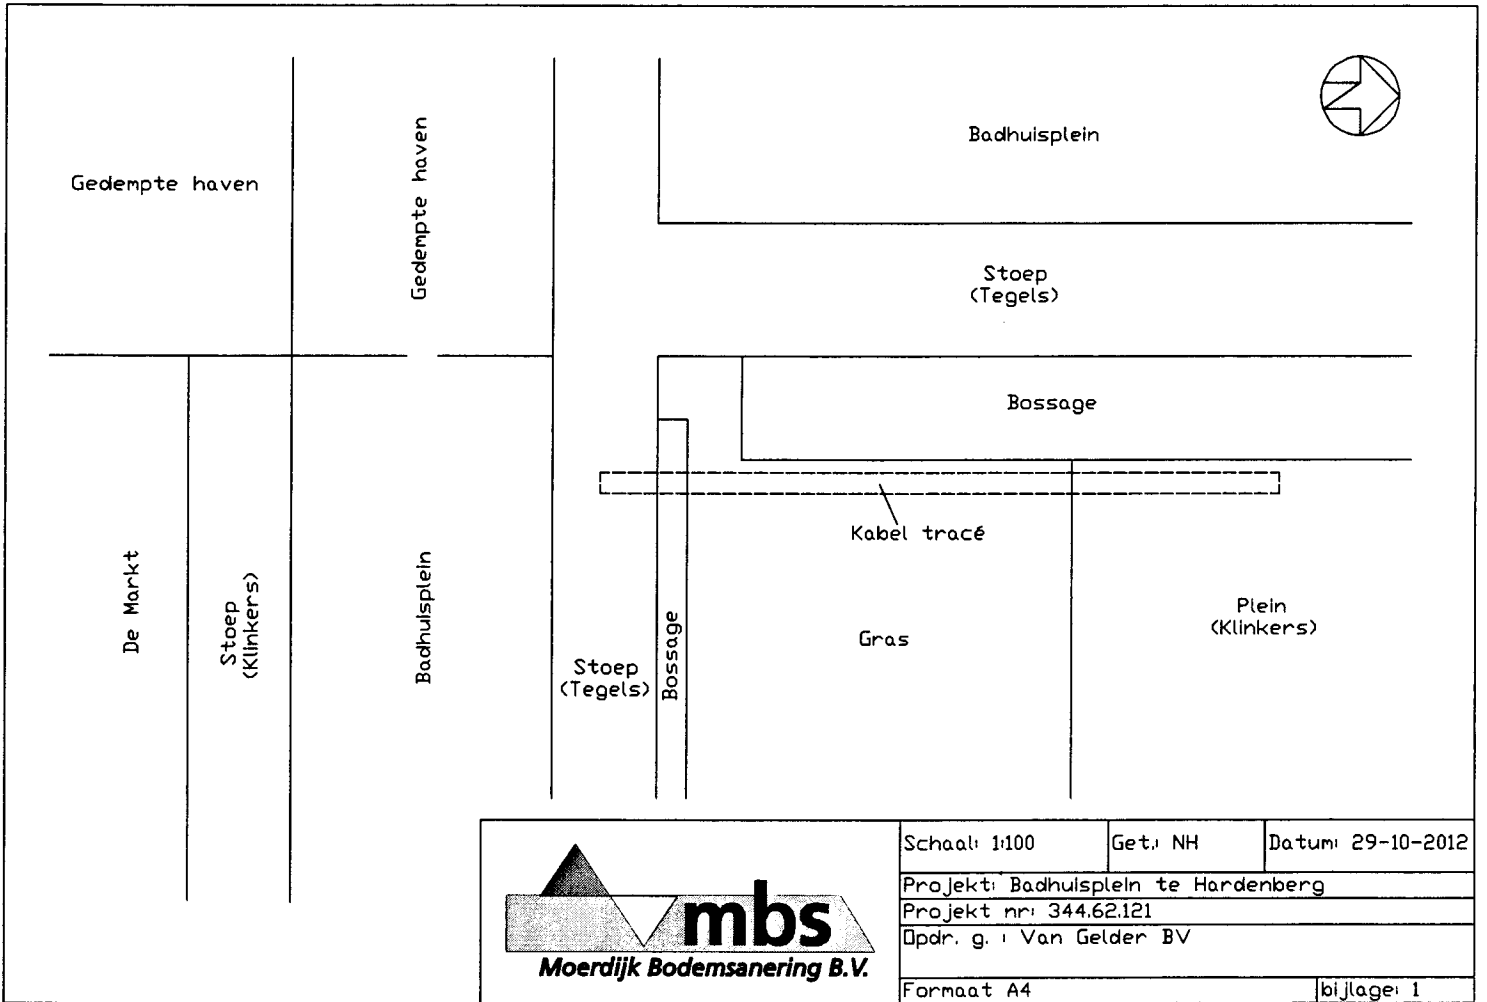 Gedempte haven
Gedempte haven
Badhuisplein
Stoep
(Tegels)
Bossage
Kabel tracé
De Markt
Stoep
(Klinkers)
Badhuisplein
Stoep
(Tegels)
Bossage
Gras
Plein
(Klinkers)
mbs
Moerdijk Bodemsanering B.V.
Schaal: 1:100
Get.: NH
Datum: 29-10-2012
Projekt: Badhuisplein te Hardenberg
Projekt nr: 344.62.121
Opdr. g. : Van Gelder BV
Formaat A4
bijlage: 1